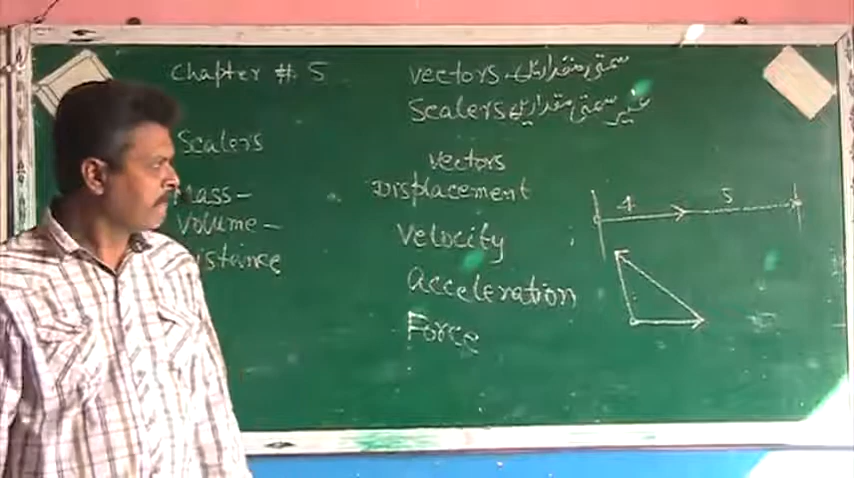 Chapter # 5
Vectors سمتی مقداریں
Scalers غیر سمتی مقداریں
Scalers
Mass -
Volume -
istance
Vectors
Displacement
Velocity
Acceleration
Force
4 5